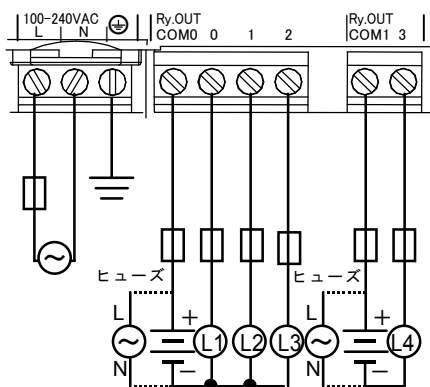 100-240VAC
L N
Ry.OUT
COM0 0 1 2
Ry.OUT
COM1 3
ヒューズ ヒューズ
L + L +
L1 L2 L3 L4
N − N −